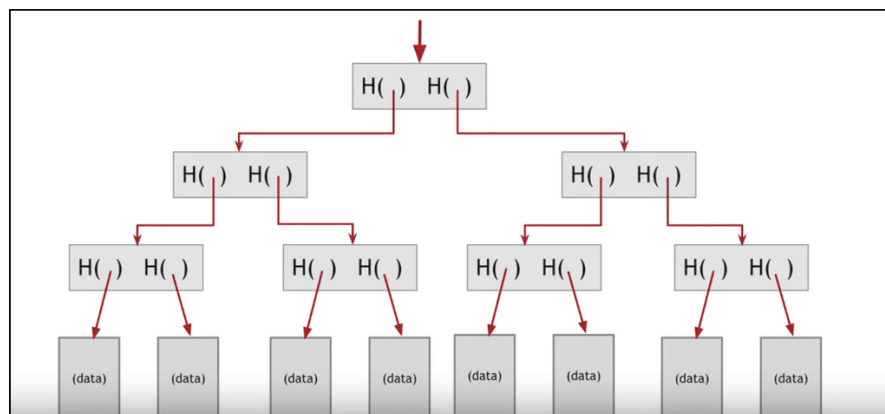 H( ) H( )
H( ) H( ) H( ) H( )
H( ) H( ) H( ) H( ) H( ) H( ) H( ) H( )
(data) (data) (data) (data) (data) (data) (data) (data)